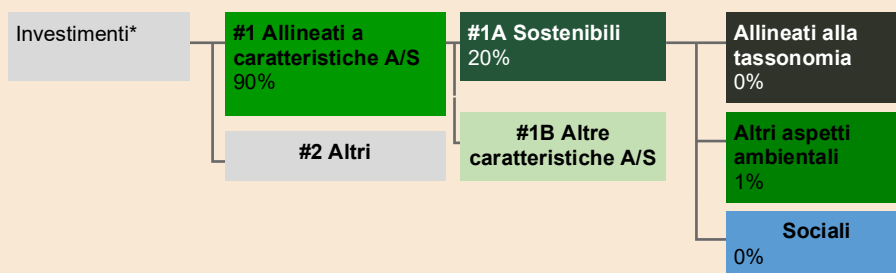 Investimenti*
#1 Allineati a
caratteristiche A/S
90%
#2 Altri
#1A Sostenibili
20%
#1B Altre
caratteristiche A/S
Allineati alla
tassonomia
0%
Altri aspetti
ambientali
1%
Sociali
0%